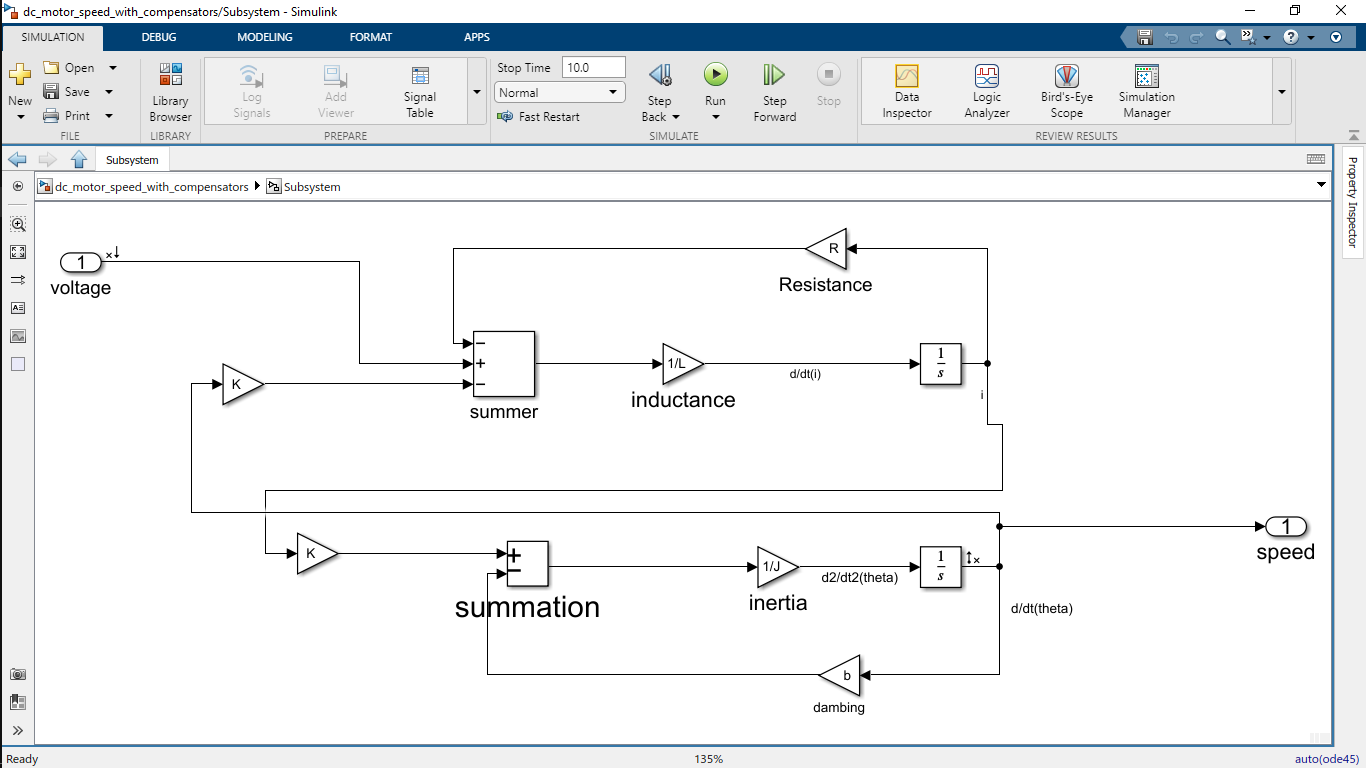 dc_motor_speed_with_compensators/Subsystem - Simulink
SIMULATION DEBUG MODELING FORMAT APPS
New
Open
Save
Print
FILE
Library
Browser
LIBRARY
Log
Signals
Add
Viewer
Signal
Table
PREPARE
Stop Time 10.0
Normal
Fast Restart
Step
Back
Run
Step
Forward
Stop
SIMULATE
Data
Inspector
Logic
Analyzer
Bird's-Eye
Scope
Simulation
Manager
REVIEW RESULTS
Subsystem
dc_motor_speed_with_compensators Subsystem
Property Inspector
1
voltage
R
Resistance
−
+
−
summer
K
1/L
inductance
d/dt(i)
1
s
i
K
+
−
summation
1/J
inertia
d2/dt2(theta)
1
s
1
speed
d/dt(theta)
b
dambing
Ready
135%
auto(ode45)